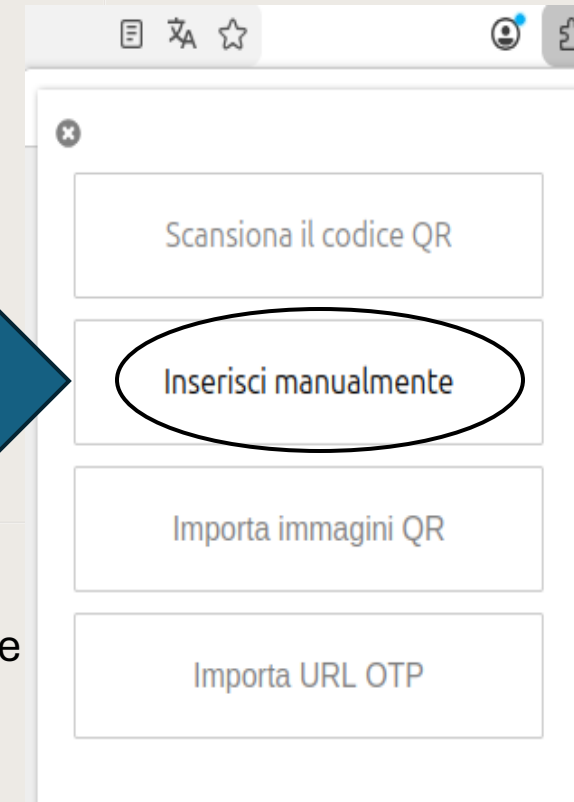 Scansiona il codice QR
Inserisci manualmente
Importa immagini QR
e
Importa URL OTP